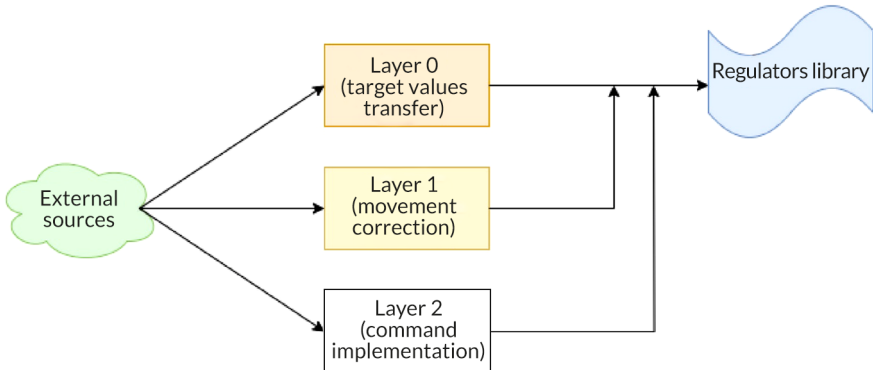 Layer 0
(target values
transfer)
Regulators library
Layer 1
(movement
correction)
External
sources
Layer 2
(command
implementation)